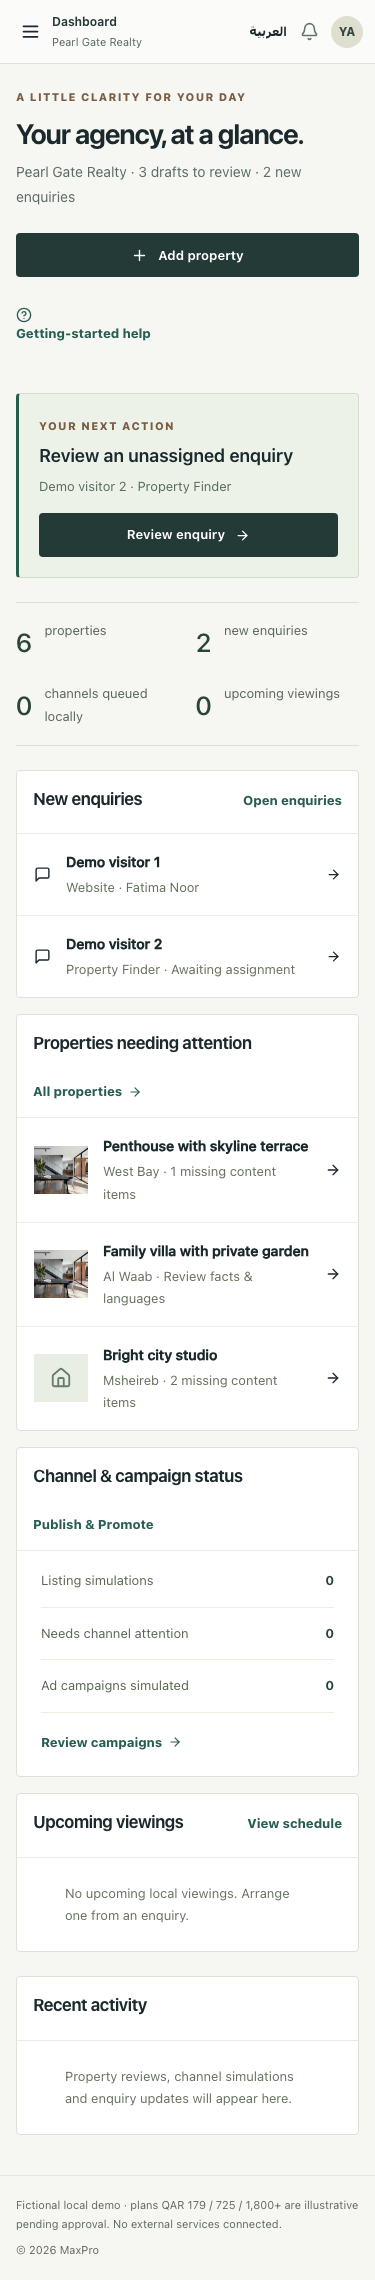 Dashboard
Pearl Gate Realty
العربية
YA
A LITTLE CLARITY FOR YOUR DAY
Your agency, at a glance.
Pearl Gate Realty · 3 drafts to review · 2 new
enquiries
Add property
Getting-started help
YOUR NEXT ACTION
Review an unassigned enquiry
Demo visitor 2 · Property Finder
Review enquiry
6 properties
2 new enquiries
0 channels queued
locally
0 upcoming viewings
New enquiries
Open enquiries
Demo visitor 1
Website · Fatima Noor
Demo visitor 2
Property Finder · Awaiting assignment
Properties needing attention
All properties
Penthouse with skyline terrace
West Bay · 1 missing content
items
Family villa with private garden
Al Waab · Review facts &
languages
Bright city studio
Msheireb · 2 missing content
items
Channel & campaign status
Publish & Promote
Listing simulations 0
Needs channel attention 0
Ad campaigns simulated 0
Review campaigns
Upcoming viewings
View schedule
No upcoming local viewings. Arrange
one from an enquiry.
Recent activity
Property reviews, channel simulations
and enquiry updates will appear here.
Fictional local demo · plans QAR 179 / 725 / 1,800+ are illustrative
pending approval. No external services connected.
© 2026 MaxPro